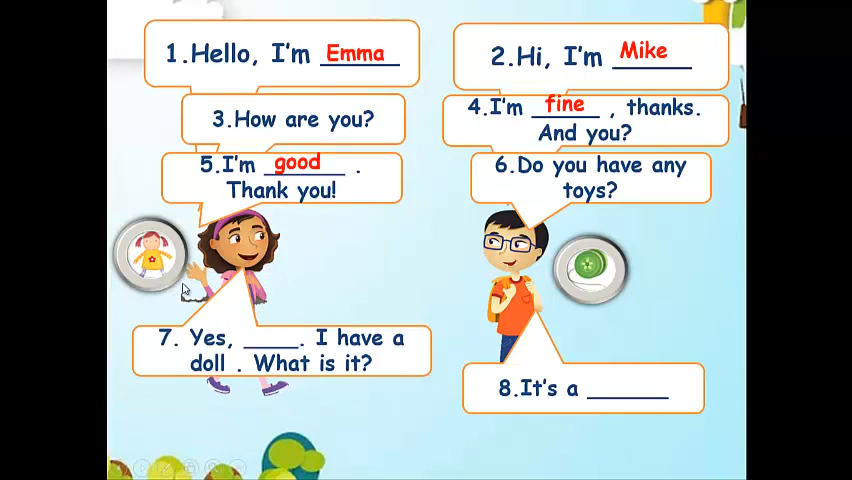 1.Hello, I'm Emma
2.Hi, I'm Mike
3.How are you?
4.I'm fine , thanks.
And you?
5.I'm good .
Thank you!
6.Do you have any
toys?
7. Yes, ____. I have a
doll . What is it?
8.It's a _______